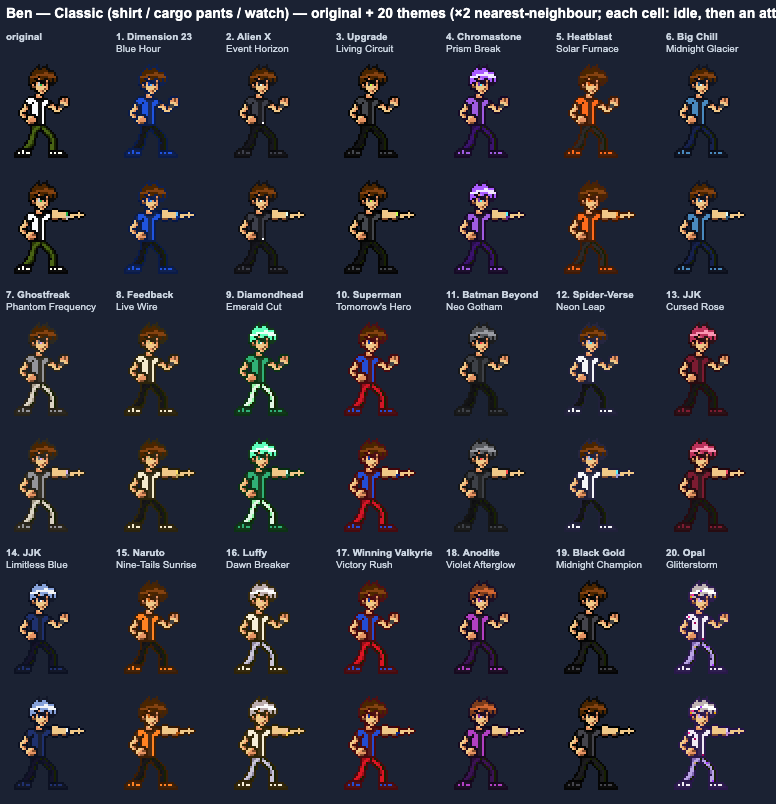 Ben — Classic (shirt / cargo pants / watch) — original + 20 themes (×2 nearest-neighbour; each cell: idle, then an att
original
1. Dimension 23
Blue Hour
2. Alien X
Event Horizon
3. Upgrade
Living Circuit
4. Chromastone
Prism Break
5. Heatblast
Solar Furnace
6. Big Chill
Midnight Glacier
7. Ghostfreak
Phantom Frequency
8. Feedback
Live Wire
9. Diamondhead
Emerald Cut
10. Superman
Tomorrow's Hero
11. Batman Beyond
Neo Gotham
12. Spider-Verse
Neon Leap
13. JJK
Cursed Rose
14. JJK
Limitless Blue
15. Naruto
Nine-Tails Sunrise
16. Luffy
Dawn Breaker
17. Winning Valkyrie
Victory Rush
18. Anodite
Violet Afterglow
19. Black Gold
Midnight Champion
20. Opal
Glitterstorm